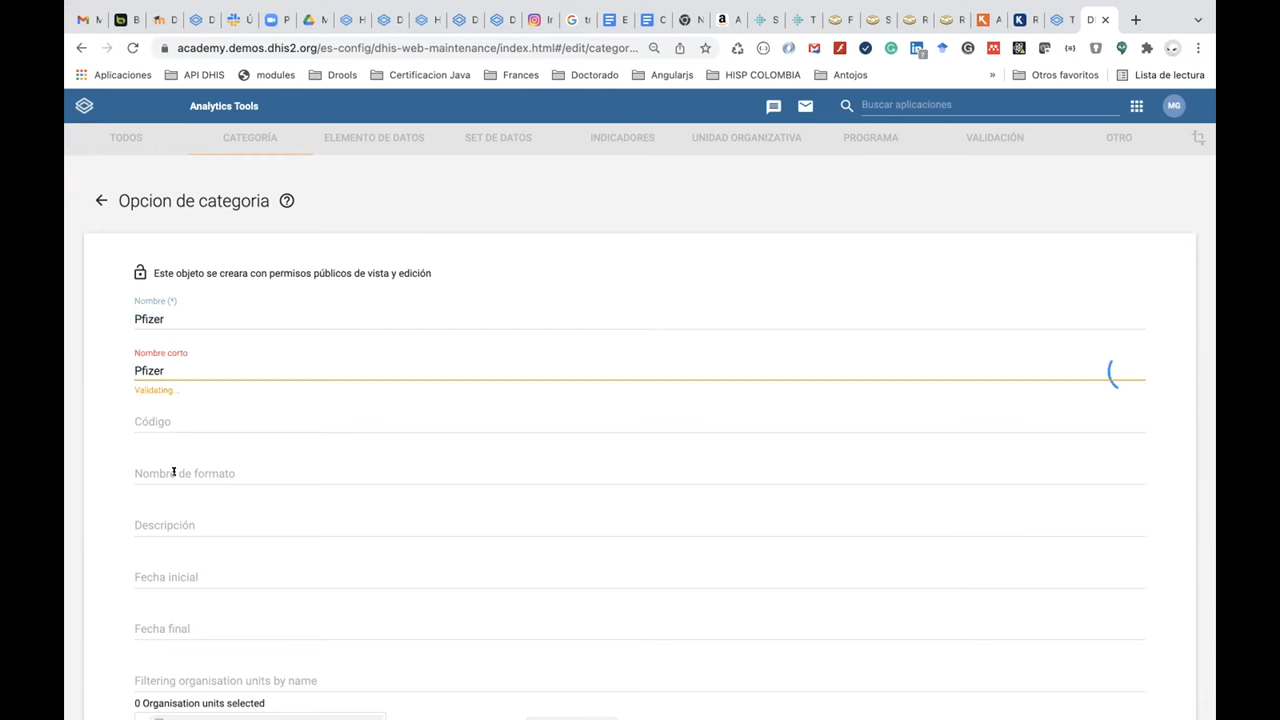 M B D D Ú P M H D H D D Ir tr E C N A S T F S R R A R T D
academy.demos.dhis2.org/es-config/dhis-web-maintenance/index.html#/edit/categor...
Aplicaciones API DHIS modules Drools Certificacion Java Frances Doctorado Angularjs HISP COLOMBIA Antojos » Otros favoritos Lista de lectura
Analytics Tools Buscar aplicaciones MG
TODOS CATEGORÍA ELEMENTO DE DATOS SET DE DATOS INDICADORES UNIDAD ORGANIZATIVA PROGRAMA VALIDACIÓN OTRO
Opcion de categoria
Este objeto se creara con permisos públicos de vista y edición
Nombre (*)
Pfizer
Nombre corto
Pfizer
Validating...
Código
Nombre de formato
Descripción
Fecha inicial
Fecha final
Filtering organisation units by name
0 Organisation units selected